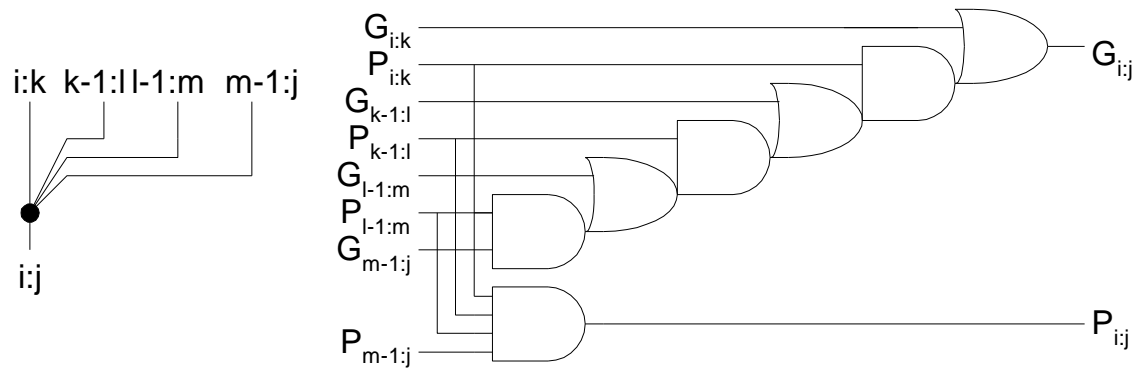 i:k k-1:l l-1:m m-1:j
i:j
G_{i:k}
P_{i:k}
G_{k-1:l}
P_{k-1:l}
G_{l-1:m}
P_{l-1:m}
G_{m-1:j}
P_{m-1:j}
G_{i:j}
P_{i:j}